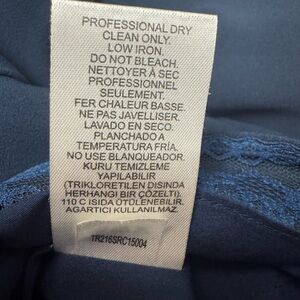 PROFESSIONAL DRY
CLEAN ONLY.
LOW IRON.
DO NOT BLEACH.
NETTOYER À SEC
PROFESSIONNEL
SEULEMENT.
FER CHALEUR BASSE.
NE PAS JAVELLISER.
LAVADO EN SECO.
PLANCHADO A
TEMPERATURA FRÍA.
NO USE BLANQUEADOR.
KURU TEMIZLEME
YAPILABILIR
(TRIKLORETILEN DISINDA
HERHANGI BIR ÇÖZELTI).
110 C ISIDA ÜTÜLENEBILIR,
AGARTICI KULLANILMAZ.
1R216SRC15004